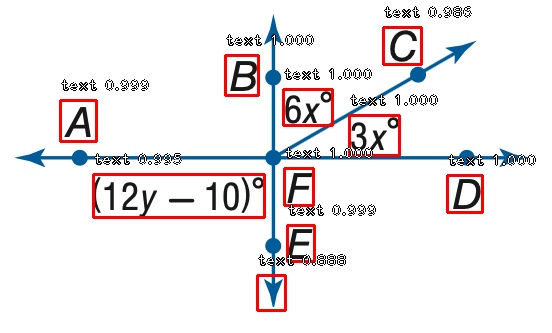 text 0.986
C
text 1.000
B
text 1.000
6x°
text 0.999
A
text 1.000
3x°
text 0.995
(12y – 10)°
text 1.000
F
text 1.000
D
text 0.999
E
text 0.888